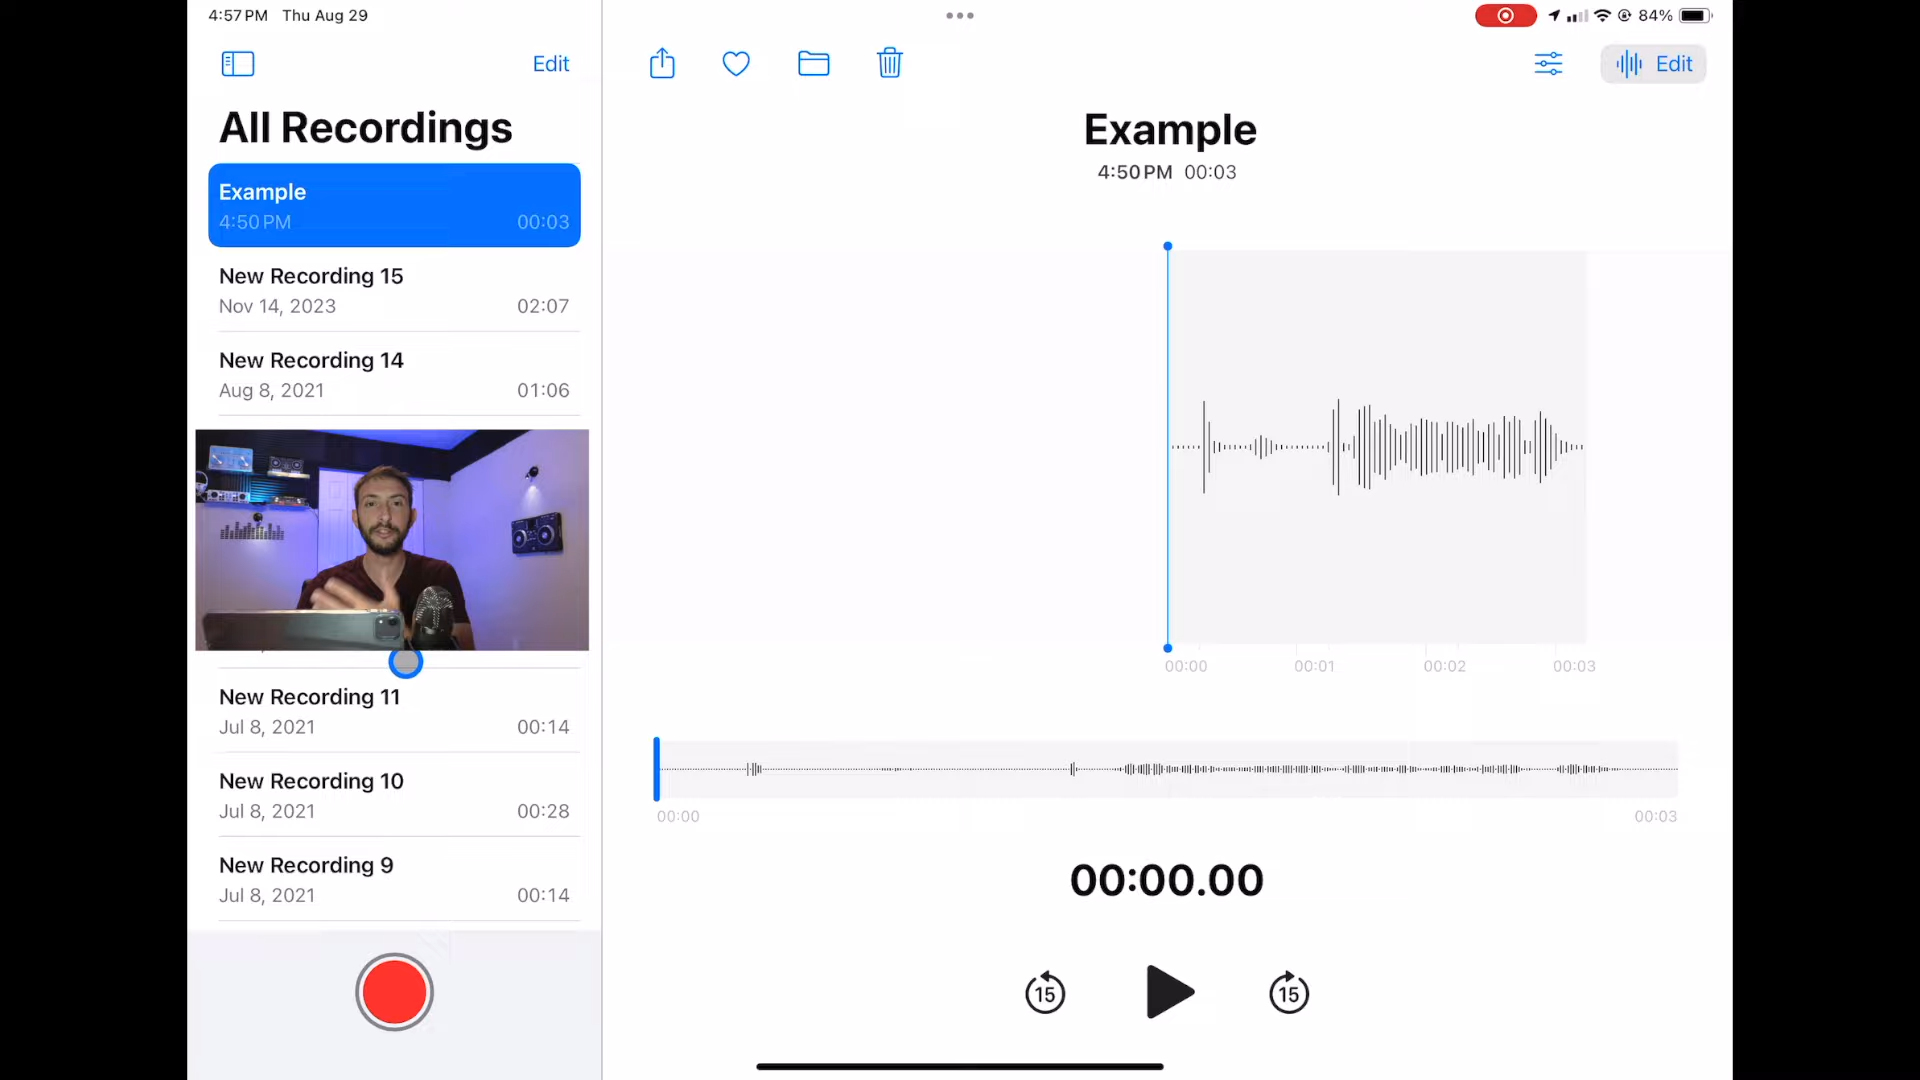 4:57 PM Thu Aug 29
84%
Edit
All Recordings
Example
4:50 PM 00:03
New Recording 15
Nov 14, 2023 02:07
New Recording 14
Aug 8, 2021 01:06
New Recording 11
Jul 8, 2021 00:14
New Recording 10
Jul 8, 2021 00:28
New Recording 9
Jul 8, 2021 00:14
Edit
Example
4:50 PM 00:03
00:00 00:01 00:02 00:03
00:00 00:03
00:00.00
15 15